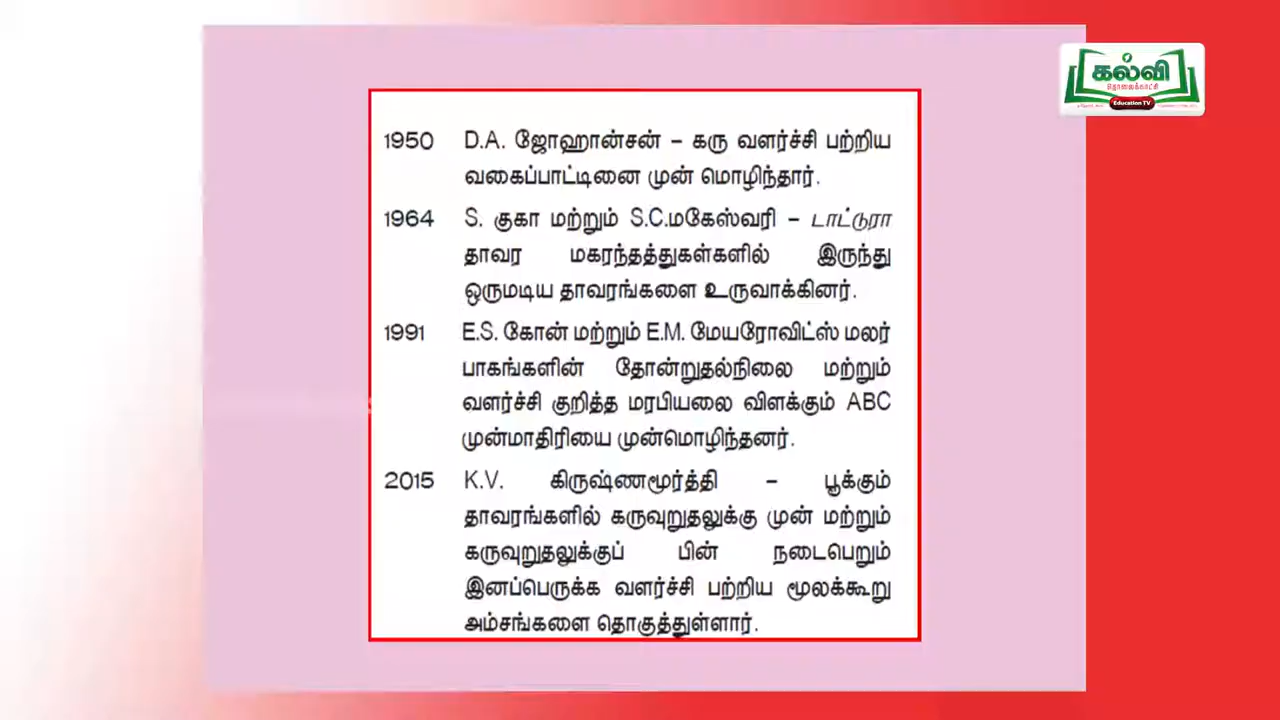 கல்வி
தொலைக்காட்சி
Education TV
1950 D.A. ஜோஹான்சன் – கரு வளர்ச்சி பற்றிய
வகைப்பாட்டினை முன் மொழிந்தார்.
1964 S. குகா மற்றும் S.C.மகேஸ்வரி – டாட்டுரா
தாவர மகரந்தத்துகள்களில் இருந்து
ஒருமடிய தாவரங்களை உருவாக்கினர்.
1991 E.S. கோன் மற்றும் E.M. மேயரோவிட்ஸ் மலர்
பாகங்களின் தோன்றுதல்நிலை மற்றும்
வளர்ச்சி குறித்த மரபியலை விளக்கும் ABC
முன்மாதிரியை முன்மொழிந்தனர்.
2015 K.V. கிருஷ்ணமூர்த்தி – பூக்கும்
தாவரங்களில் கருவுறுதலுக்கு முன் மற்றும்
கருவுறுதலுக்குப் பின் நடைபெறும்
இனப்பெருக்க வளர்ச்சி பற்றிய மூலக்கூறு
அம்சங்களை தொகுத்துள்ளார்.